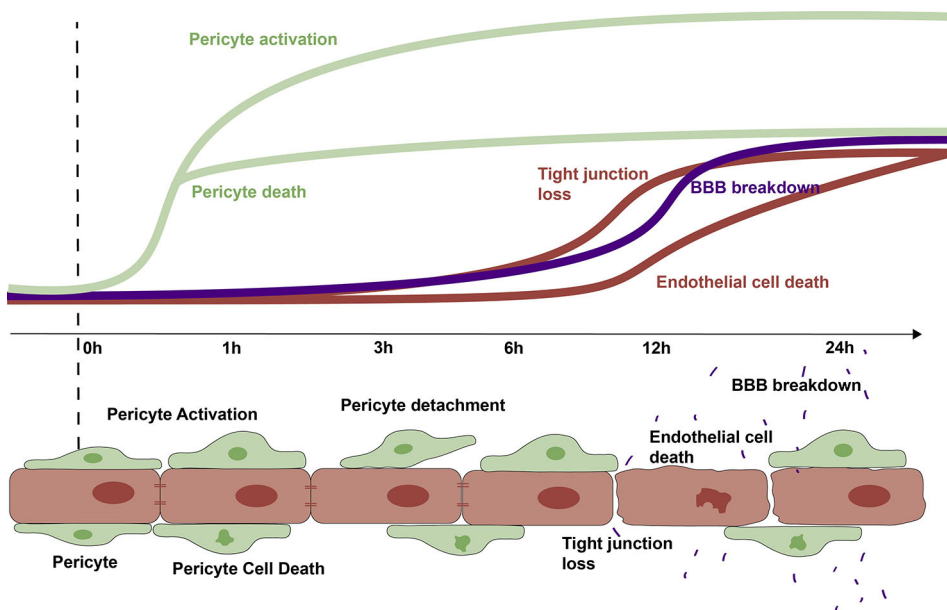 Pericyte activation
Pericyte death
Tight junction
loss
BBB breakdown
Endothelial cell death
0h 1h 3h 6h 12h 24h
BBB breakdown
Pericyte Activation
Pericyte detachment
Endothelial cell
death
Pericyte
Pericyte Cell Death
Tight junction
loss